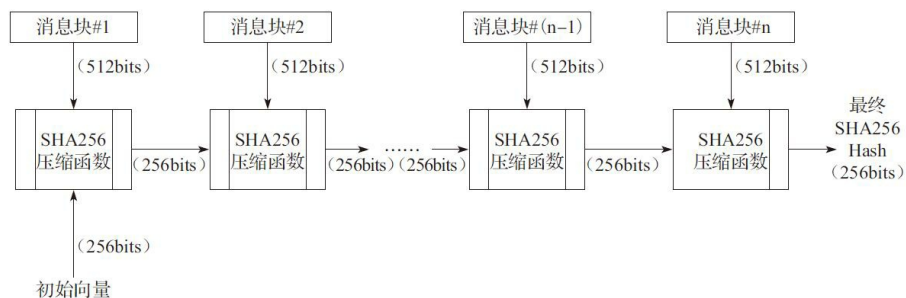 消息块#1
消息块#2
消息块#(n-1)
消息块#n
(512bits)
(512bits)
(512bits)
(512bits)
SHA256
压缩函数
(256bits)
SHA256
压缩函数
(256bits)
……
(256bits)
SHA256
压缩函数
(256bits)
SHA256
压缩函数
最终
SHA256
Hash
(256bits)
(256bits)
初始向量